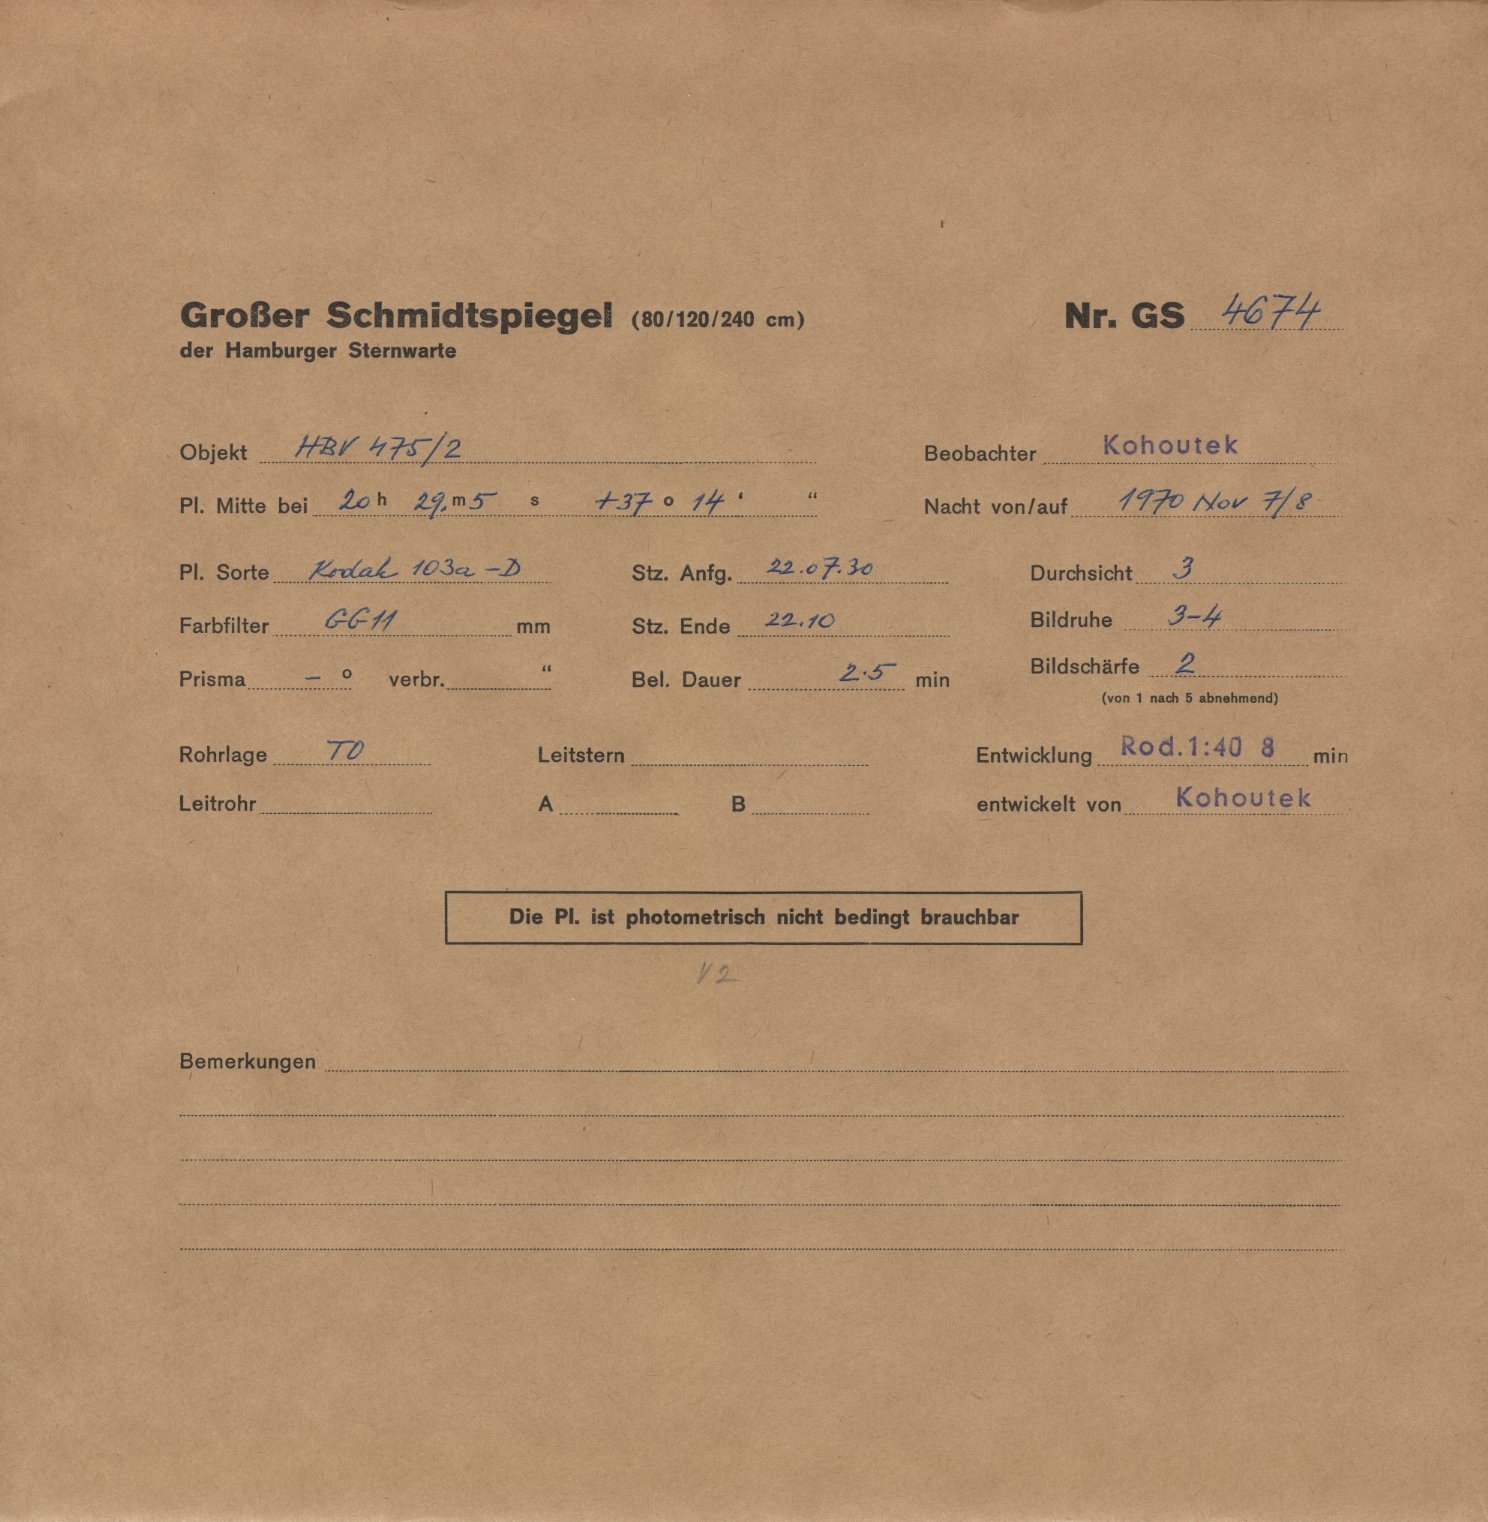 Großer Schmidtspiegel (80/120/240 cm) Nr. GS 4674
der Hamburger Sternwarte
Objekt HBV 475/2 Beobachter Kohoutek
Pl. Mitte bei 20 h 29. m 5 s +37 o 14 ‘ “ Nacht von/auf 1970 Nov 7/8
Pl. Sorte Kodak 103a-D Stz. Anfg. 22.07.30 Durchsicht 3
Farbfilter GG11 mm Stz. Ende 22.10 Bildruhe 3-4
Prisma – o verbr. “ Bel. Dauer 2.5 min Bildschärfe 2
(von 1 nach 5 abnehmend)
Rohrlage TO Leitstern Entwicklung Rod.1:40 8 min
Leitrohr A B entwickelt von Kohoutek
Die Pl. ist photometrisch nicht bedingt brauchbar
V2
Bemerkungen